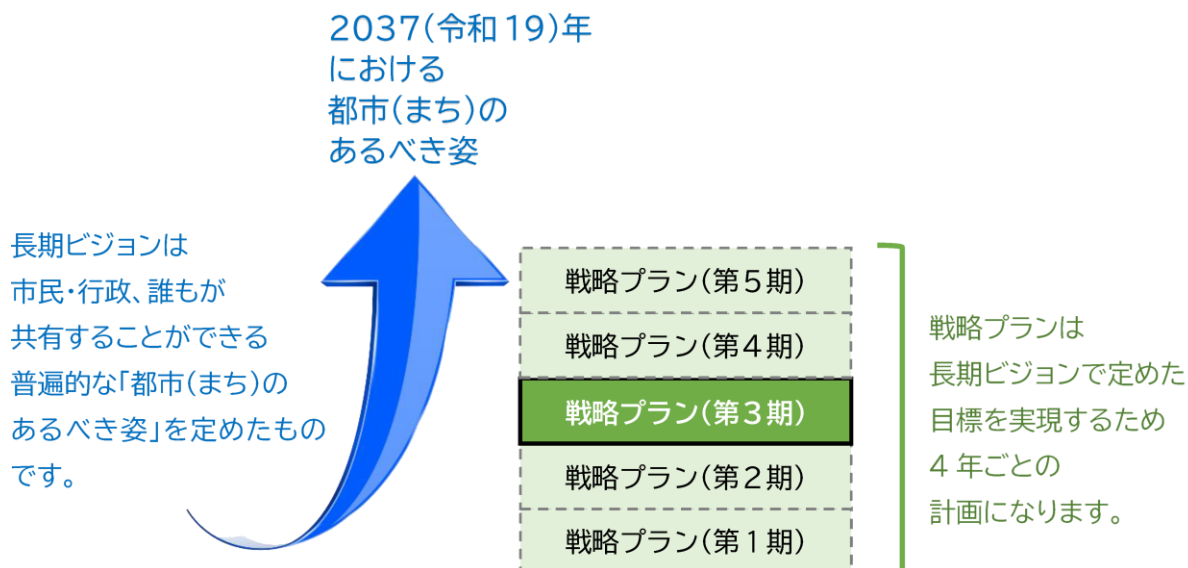 2037(令和19)年
における
都市(まち)の
あるべき姿
長期ビジョンは
市民・行政、誰もが
共有することができる
普遍的な「都市(まち)の
あるべき姿」を定めたもの
です。
戦略プラン(第5期)
戦略プラン(第4期)
戦略プラン(第3期)
戦略プラン(第2期)
戦略プラン(第1期)
戦略プランは
長期ビジョンで定めた
目標を実現するため
4 年ごとの
計画になります。